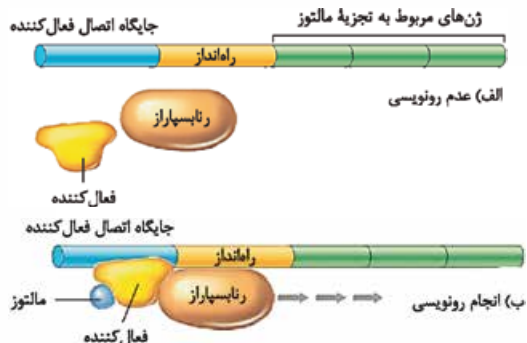 ژن‌های مربوط به تجزیهٔ مالتوز
جایگاه اتصال فعال‌کننده
راه‌انداز
الف) عدم رونویسی
رنابسپاراز
فعال‌کننده
جایگاه اتصال فعال‌کننده
راه‌انداز
مالتوز
رنابسپاراز
ب) انجام رونویسی
فعال‌کننده